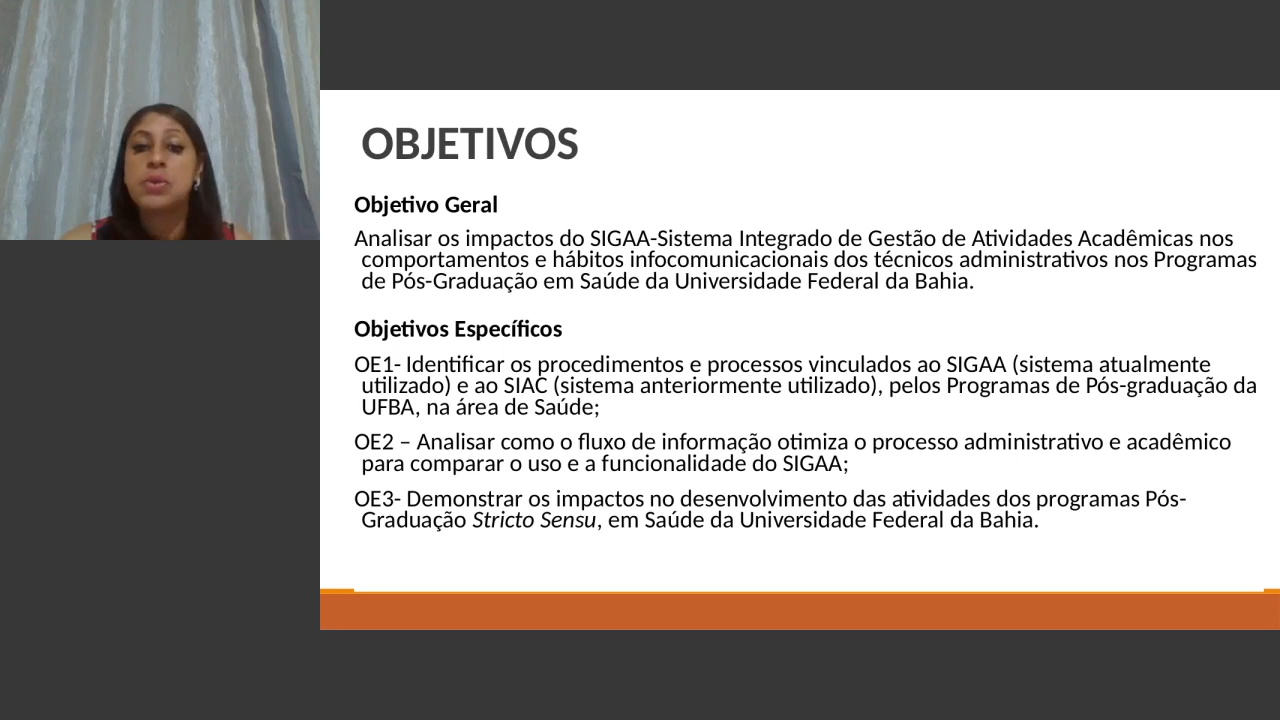 OBJETIVOS
Objetivo Geral
Analisar os impactos do SIGAA-Sistema Integrado de Gestão de Atividades Acadêmicas nos
comportamentos e hábitos infocomunicacionais dos técnicos administrativos nos Programas
de Pós-Graduação em Saúde da Universidade Federal da Bahia.
Objetivos Específicos
OE1- Identificar os procedimentos e processos vinculados ao SIGAA (sistema atualmente
utilizado) e ao SIAC (sistema anteriormente utilizado), pelos Programas de Pós-graduação da
UFBA, na área de Saúde;
OE2 – Analisar como o fluxo de informação otimiza o processo administrativo e acadêmico
para comparar o uso e a funcionalidade do SIGAA;
OE3- Demonstrar os impactos no desenvolvimento das atividades dos programas Pós-
Graduação Stricto Sensu, em Saúde da Universidade Federal da Bahia.